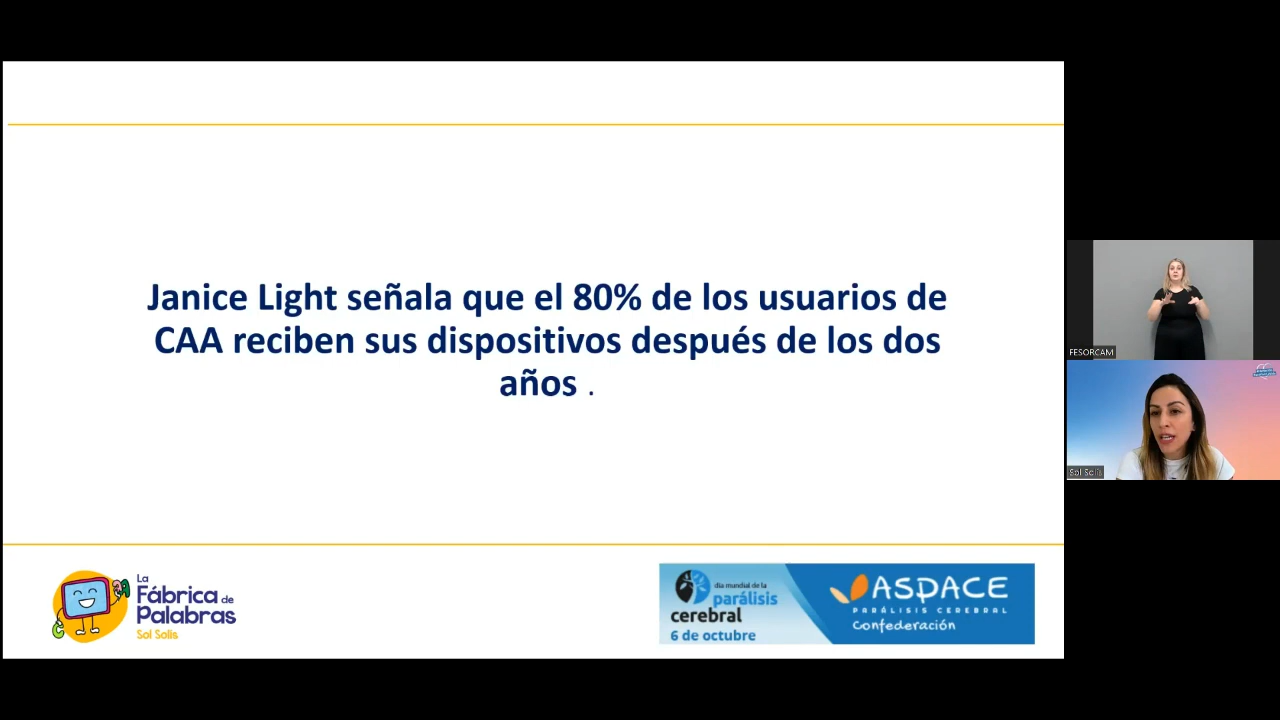 Janice Light señala que el 80% de los usuarios de
CAA reciben sus dispositivos después de los dos
años .
La
Fábrica de
Palabras
Sol Solís
día mundial de la
parálisis
cerebral
6 de octubre
ASPACE
PARÁLISIS CEREBRAL
Confederación
FESORCAM
Sol Solís